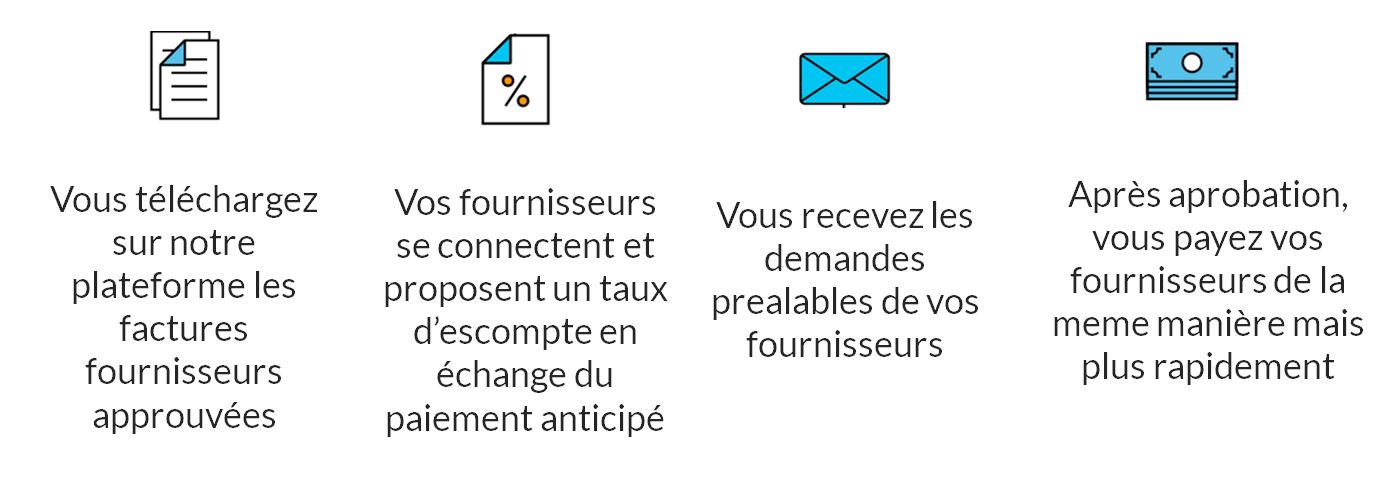 Vous téléchargez
sur notre
plateforme les
factures
fournisseurs
approuvées
Vos fournisseurs
se connectent et
proposent un taux
d’escompte en
échange du
paiement anticipé
Vous recevez les
demandes
prealables de vos
fournisseurs
Après aprobation,
vous payez vos
fournisseurs de la
meme manière mais
plus rapidement